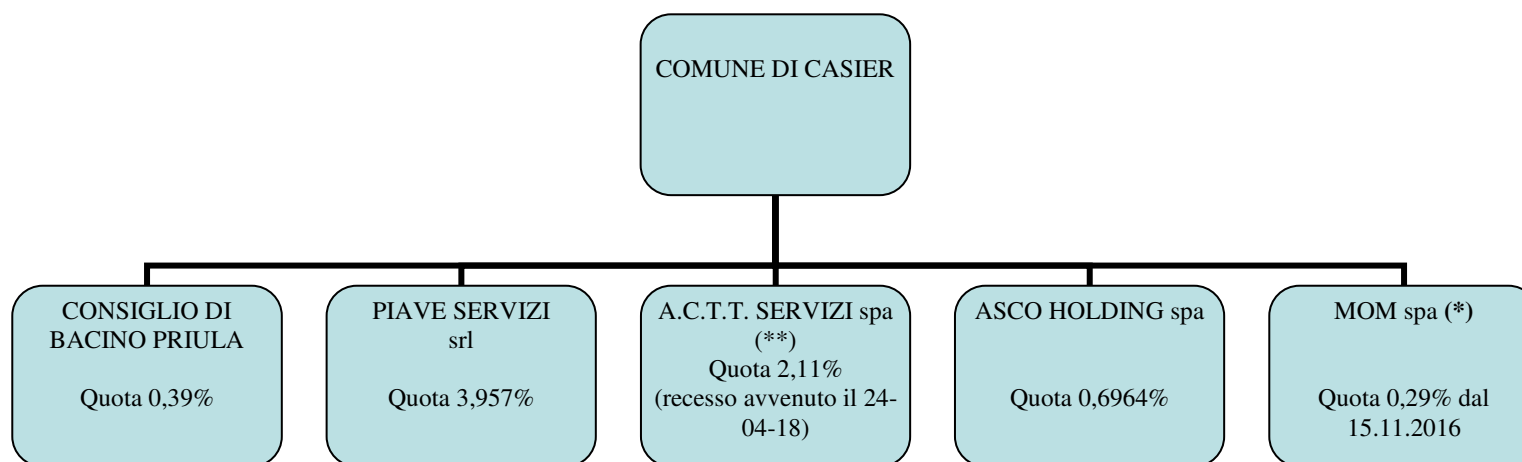 COMUNE DI CASIER
CONSIGLIO DI
BACINO PRIULA
Quota 0,39%
PIAVE SERVIZI
srl
Quota 3,957%
A.C.T.T. SERVIZI spa
(**)
Quota 2,11%
(recesso avvenuto il 24-
04-18)
ASCO HOLDING spa
Quota 0,6964%
MOM spa (*)
Quota 0,29% dal
15.11.2016